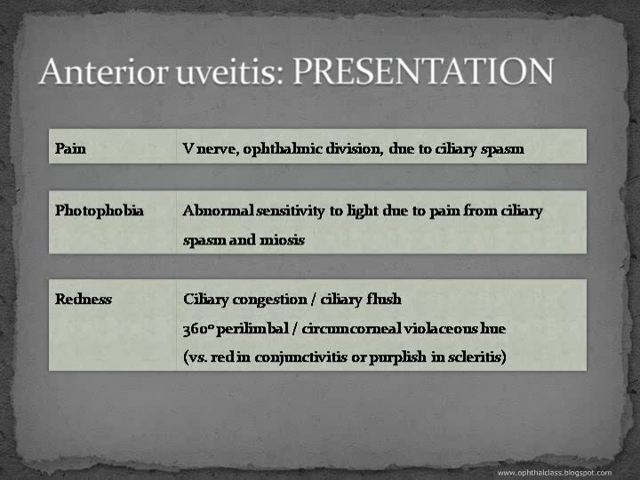 Anterior uveitis: PRESENTATION
Pain V nerve, ophthalmic division, due to ciliary spasm
Photophobia Abnormal sensitivity to light due to pain from ciliary
spasm and miosis
Redness Ciliary congestion / ciliary flush
360º perilimbal / circumcorneal violaceous hue
(vs. red in conjunctivitis or purplish in scleritis)
www.ophthalclass.blogspot.com